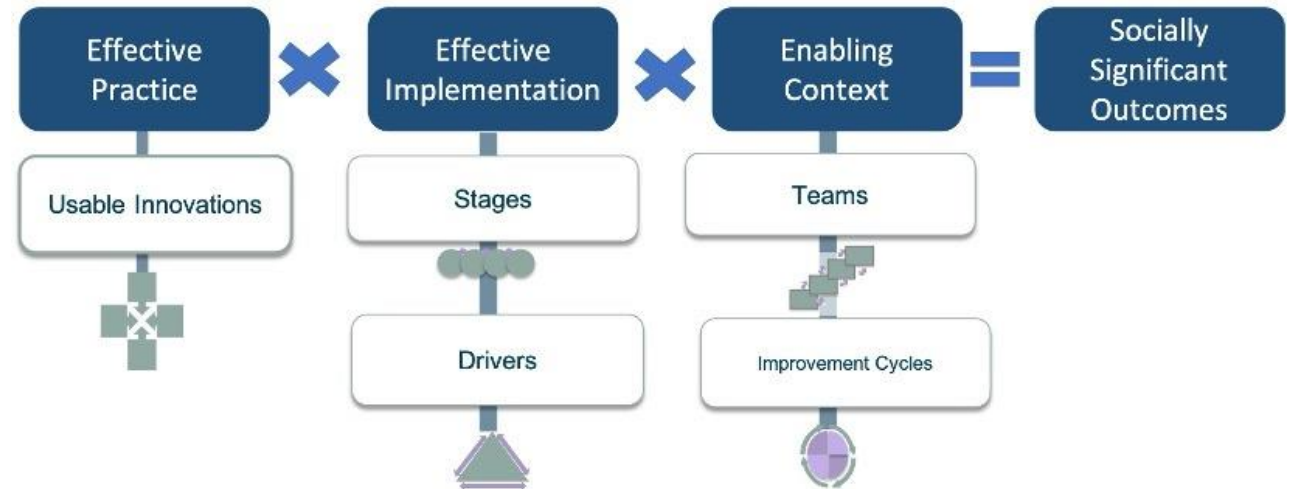 Effective
Practice
Effective
Implementation
Enabling
Context
Socially
Significant
Outcomes
Usable Innovations
Stages
Teams
Drivers
Improvement Cycles